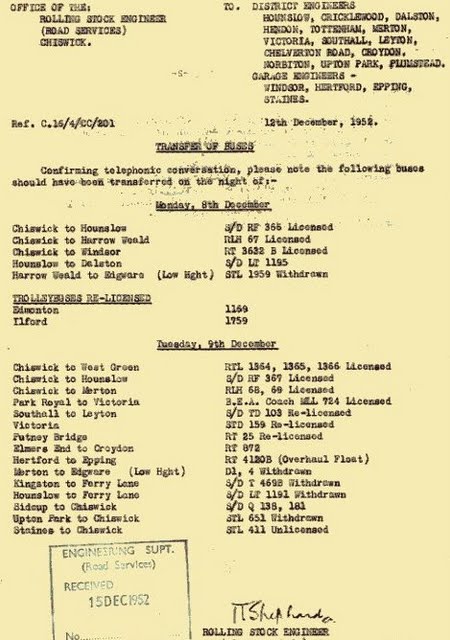 OFFICE OF THE:
ROLLING STOCK ENGINEER
(ROAD SERVICES)
CHISWICK.
TO. DISTRICT ENGINEERS
HOUNSLOW, CRICKLEWOOD, DALSTON,
HENDON, TOTTENHAM, MERTON,
VICTORIA, SOUTHALL, LEYTON,
CHELVERTON ROAD, CROYDON.
NORBITON, UPTON PARK, PLUMSTEAD.
GARAGE ENGINEERS -
WINDSOR, HERTFORD, EPPING,
STAINES.
Ref. C.16/4/CC/201 12th December, 1952.
TRANSFER OF BUSES
Confirming telephonic conversation, please note the following buses
should have been transferred on the night of:-
Monday, 8th December
Chiswick to Hounslow S/D RF 366 Licensed
Chiswick to Harrow Weald RLH 67 Licensed
Chiswick to Windsor RT 3632 B Licensed
Hounslow to Dalston S/D LT 1195
Harrow Weald to Edgware (Low Hght) STL 1959 Withdrawn
TROLLEYBUSES RE-LICENSED
Edmonton 1169
Ilford 1759
Tuesday, 9th December
Chiswick to West Green RTL 1364, 1365, 1366 Licensed
Chiswick to Hounslow S/D RF 367 Licensed
Chiswick to Merton RLH 68, 69 Licensed
Park Royal to Victoria B.E.A. Coach MLL 724 Licensed
Southall to Leyton S/D TD 103 Re-licensed
Victoria STD 159 Re-licensed
Putney Bridge RT 25 Re-licensed
Elmers End to Croydon RT 872
Hertford to Epping RT 4120B (Overhaul Float)
Merton to Edgware (Low Hght) D1, 4 Withdrawn
Kingston to Ferry Lane S/D T 469B Withdrawn
Hounslow to Ferry Lane S/D LT 1191 Withdrawn
Sidcup to Chiswick S/D Q 138, 181
Upton Park to Chiswick STL 651 Withdrawn
Staines to Chiswick STL 411 Unlicensed
ENGINEERING SUPT.
(Road Services)
RECEIVED
15 DEC 1952
No.
T Shephard
ROLLING STOCK ENGINEER